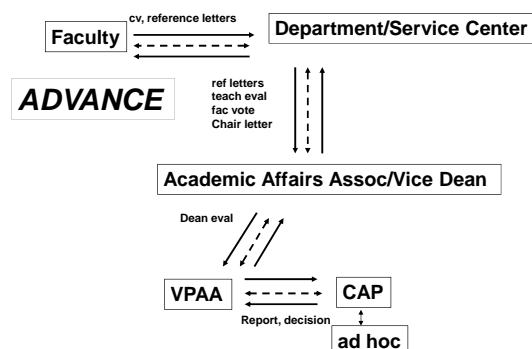 cv, reference letters
Faculty
Department/Service Center
ADVANCE
ref letters
teach eval
fac vote
Chair letter
Academic Affairs Assoc/Vice Dean
Dean eval
VPAA
CAP
Report, decision
ad hoc